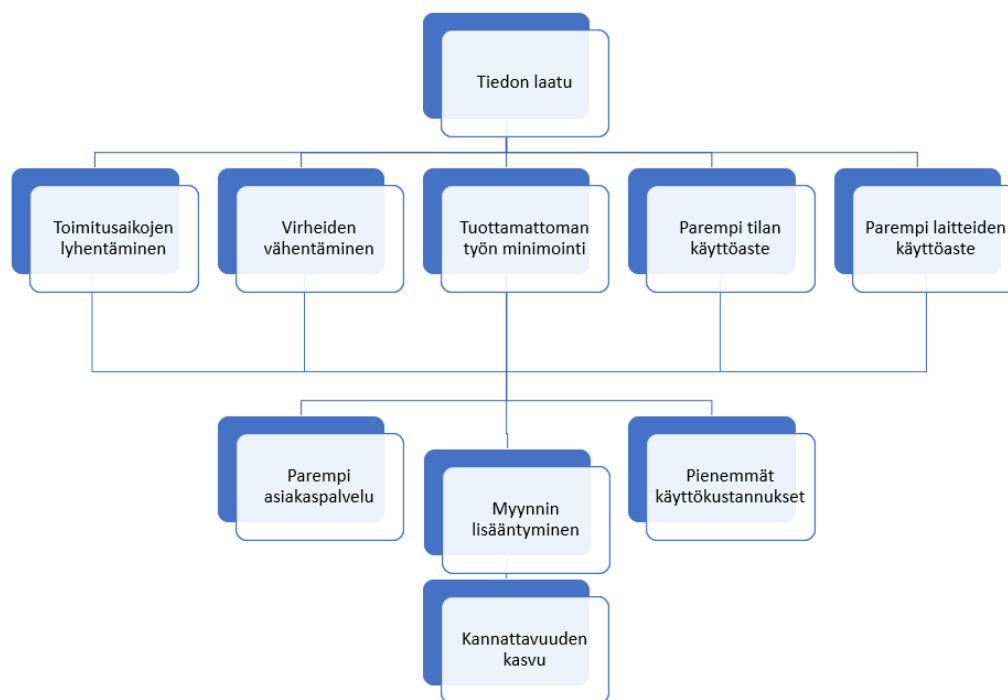 Tiedon laatu
Toimitusaikojen
lyhentäminen
Virheiden
vähentäminen
Tuottamattoman
työn minimointi
Parempi tilan
käyttöaste
Parempi laitteiden
käyttöaste
Parempi
asiakaspalvelu
Myynnin
lisääntyminen
Pienemmät
käyttökustannukset
Kannattavuuden
kasvu